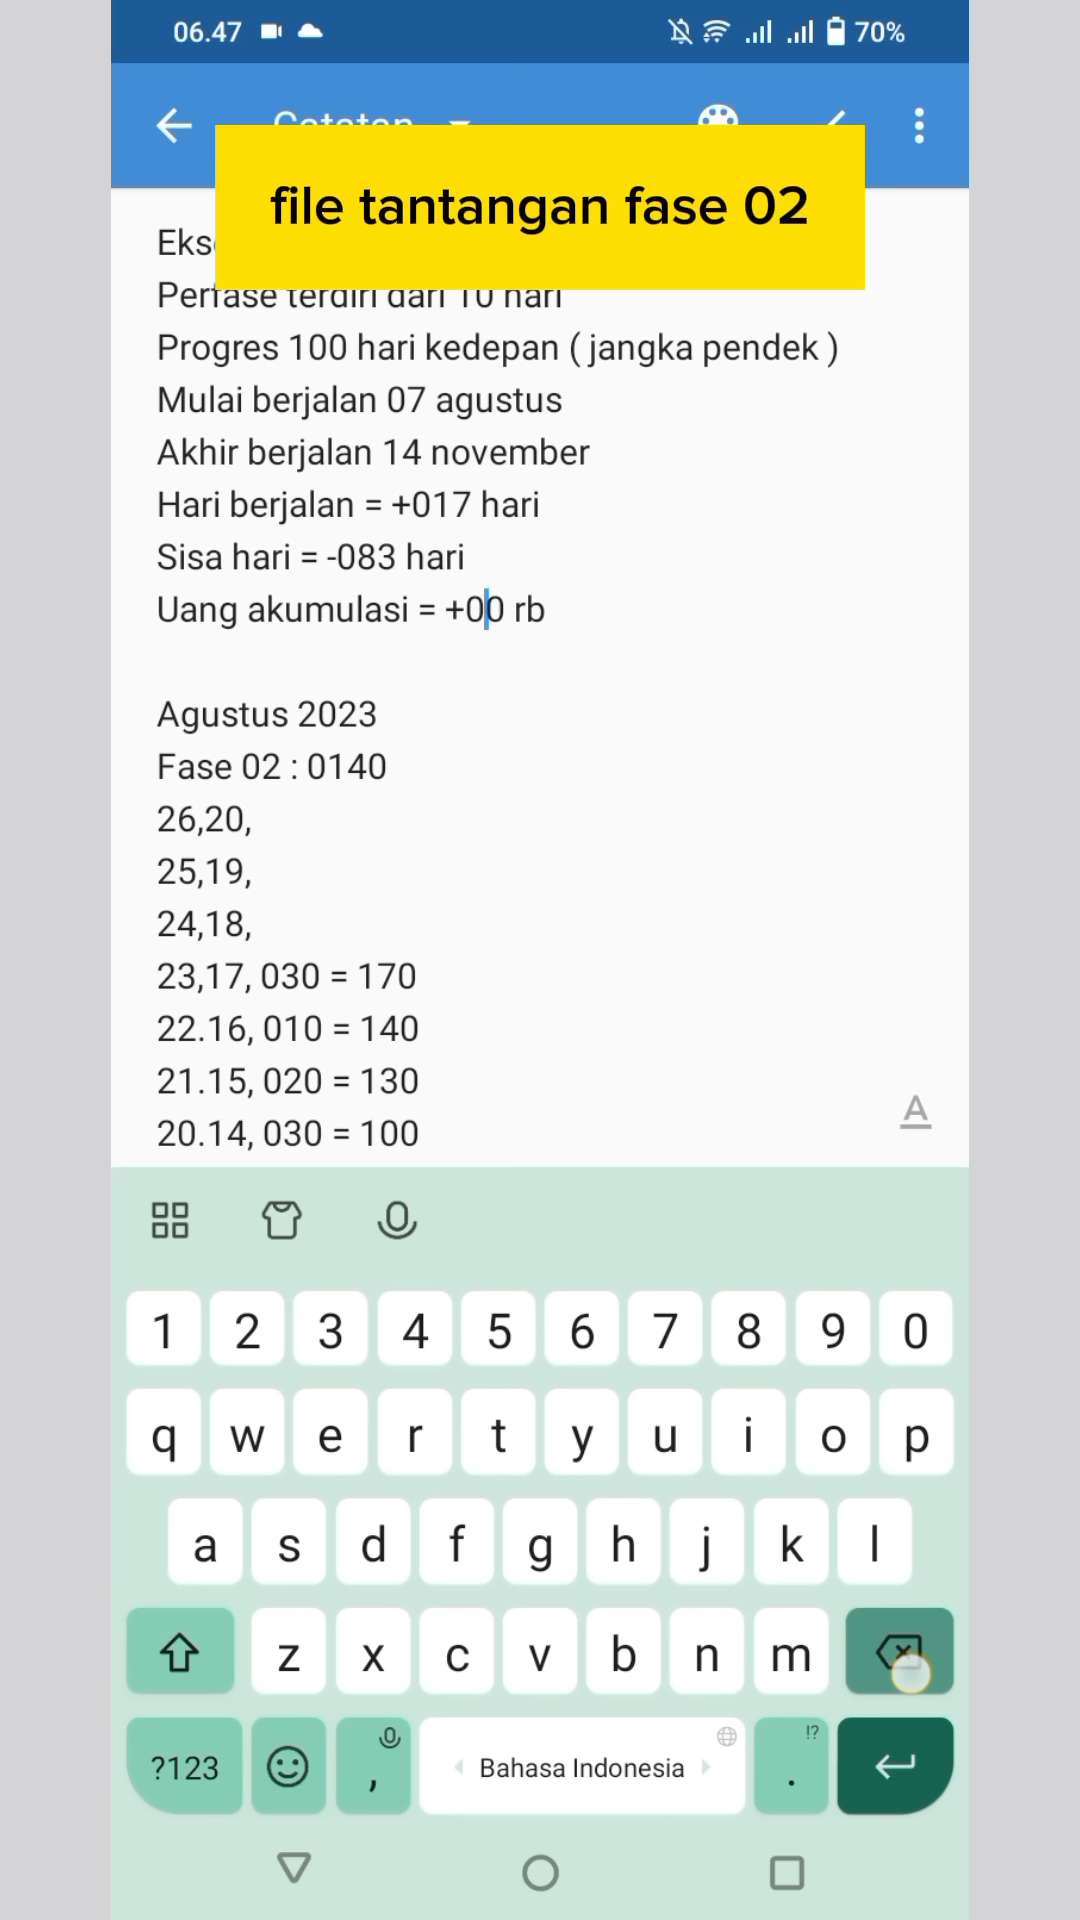 06.47
70%
file tantangan fase 02
Perfase terdiri dari 10 hari
Progres 100 hari kedepan ( jangka pendek )
Mulai berjalan 07 agustus
Akhir berjalan 14 november
Hari berjalan = +017 hari
Sisa hari = -083 hari
Uang akumulasi = +00 rb
Agustus 2023
Fase 02 : 0140
26,20,
25,19,
24,18,
23,17, 030 = 170
22.16, 010 = 140
21.15, 020 = 130
20.14, 030 = 100
A
1 2 3 4 5 6 7 8 9 0
q w e r t y u i o p
a s d f g h j k l
z x c v b n m
?123 , Bahasa Indonesia . !?